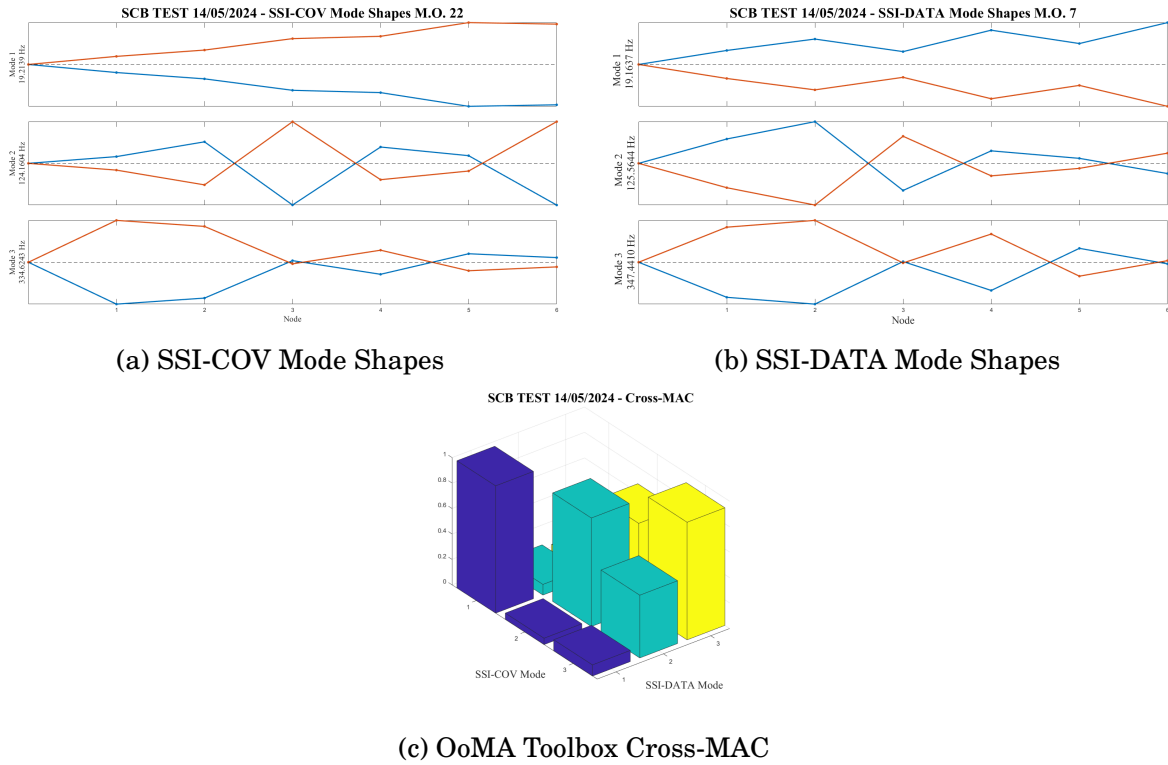 SCB TEST 14/05/2024 - SSI-COV Mode Shapes M.O. 22
Mode 1
19.2139 Hz
Mode 2
124.1604 Hz
Mode 3
334.6243 Hz
1 2 3 4 5 6
Node
(a) SSI-COV Mode Shapes
SCB TEST 14/05/2024 - SSI-DATA Mode Shapes M.O. 7
Mode 1
19.1637 Hz
Mode 2
125.5644 Hz
Mode 3
347.4410 Hz
1 2 3 4 5 6
Node
(b) SSI-DATA Mode Shapes
SCB TEST 14/05/2024 - Cross-MAC
1
0.8
0.6
0.4
0.2
0
1
2
3
SSI-COV Mode
1
2
3
SSI-DATA Mode
(c) OoMA Toolbox Cross-MAC